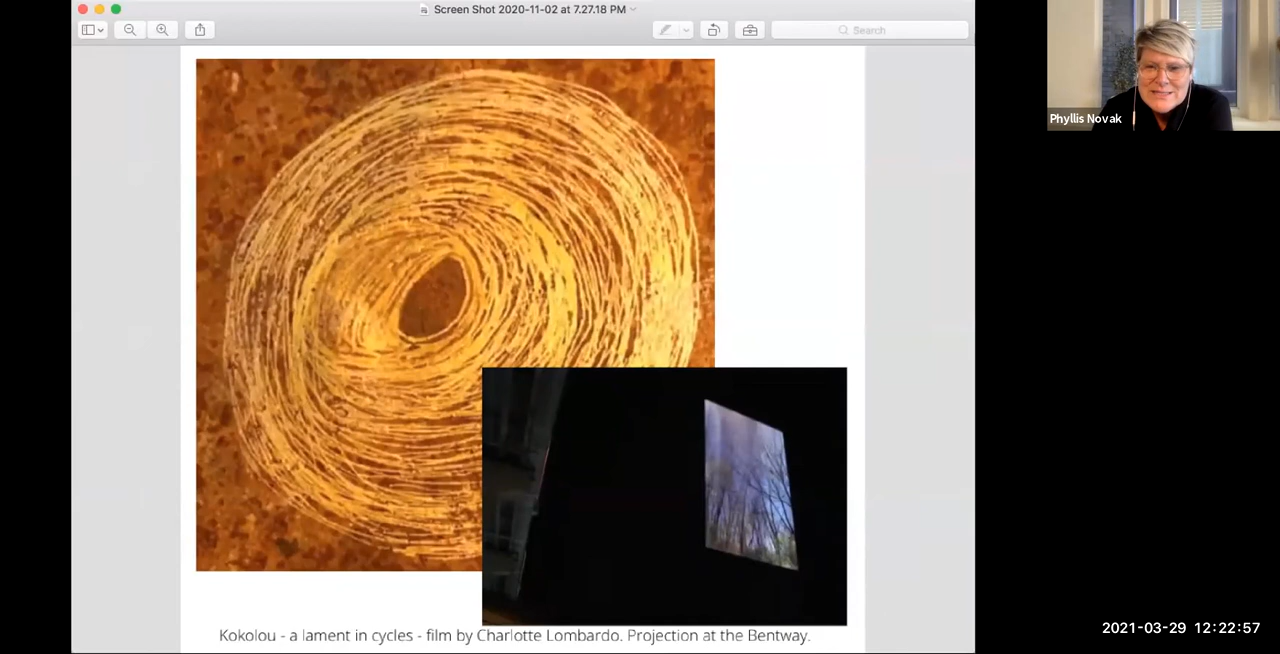 Screen Shot 2020-11-02 at 7.27.18 PM
Search
Phyllis Novak
Kokolou - a lament in cycles - film by Charlotte Lombardo. Projection at the Bentway.
2021-03-29 12:22:57